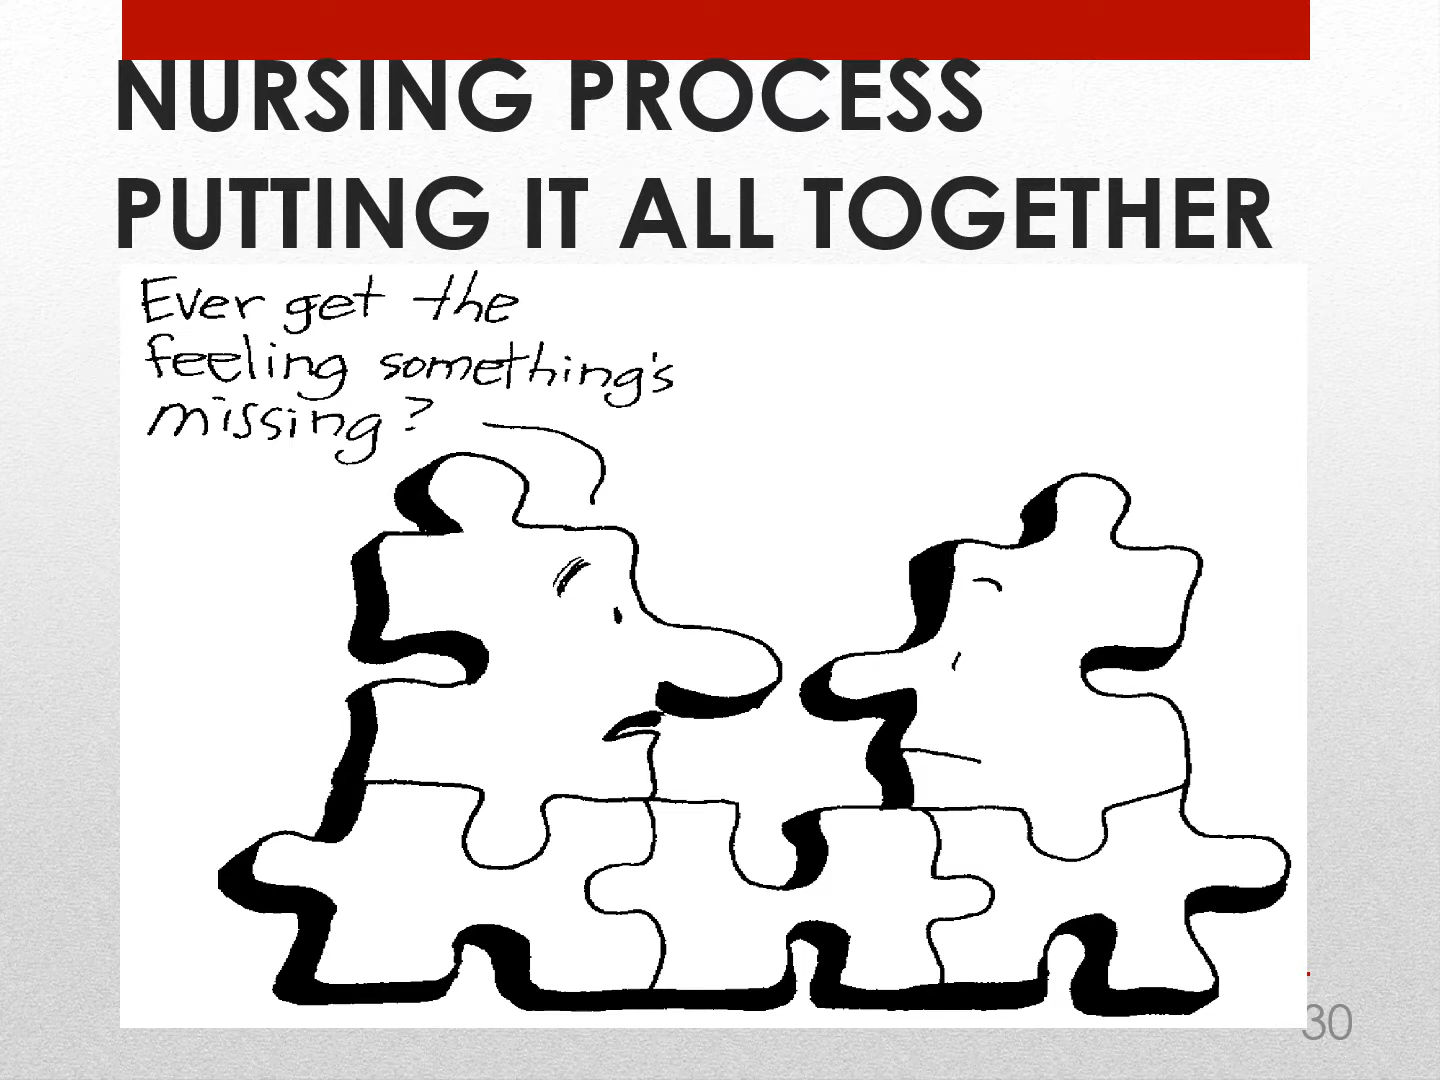 NURSING PROCESS
PUTTING IT ALL TOGETHER
Ever get the
feeling something's
missing?
30